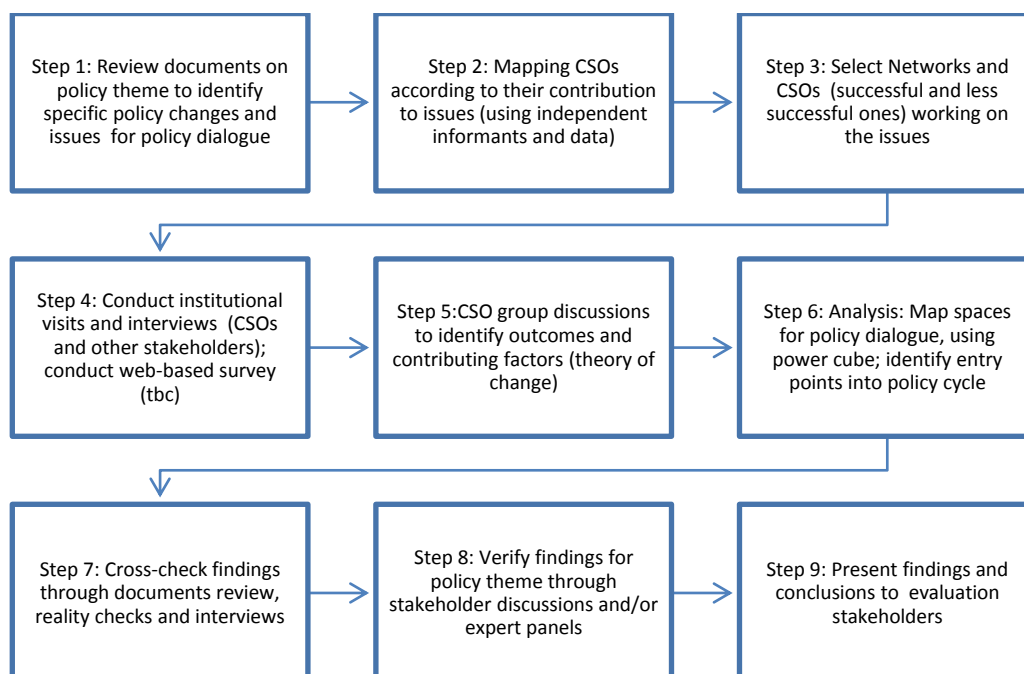 Step 1: Review documents on
policy theme to identify
specific policy changes and
issues for policy dialogue
Step 2: Mapping CSOs
according to their contribution
to issues (using independent
informants and data)
Step 3: Select Networks and
CSOs (successful and less
successful ones) working on
the issues
Step 4: Conduct institutional
visits and interviews (CSOs
and other stakeholders);
conduct web-based survey
(tbc)
Step 5:CSO group discussions
to identify outcomes and
contributing factors (theory of
change)
Step 6: Analysis: Map spaces
for policy dialogue, using
power cube; identify entry
points into policy cycle
Step 7: Cross-check findings
through documents review,
reality checks and interviews
Step 8: Verify findings for
policy theme through
stakeholder discussions and/or
expert panels
Step 9: Present findings and
conclusions to evaluation
stakeholders